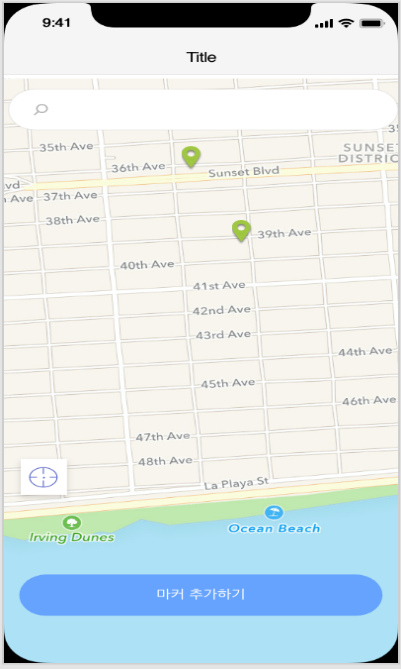 9:41
Title
35th Ave
SUNSET
DISTRIC
36th Ave
Sunset Blvd
37th Ave
38th Ave
39th Ave
40th Ave
41st Ave
42nd Ave
43rd Ave
44th Ave
45th Ave
46th Ave
47th Ave
48th Ave
La Playa St
Irving Dunes
Ocean Beach
마커 추가하기